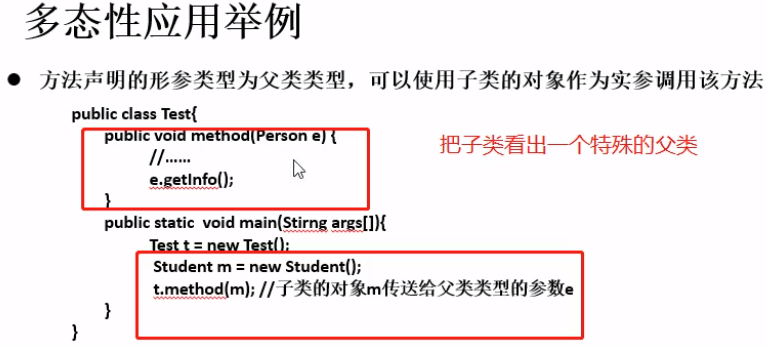 多态性应用举例
● 方法声明的形参类型为父类类型，可以使用子类的对象作为实参调用该方法
public class Test{
public void method(Person e) {
把子类看出一个特殊的父类
//……
e.getInfo();
}
public static void main(Stirng args[]){
Test t = new Test();
Student m = new Student();
t.method(m); //子类的对象m传送给父类类型的参数e
}
}